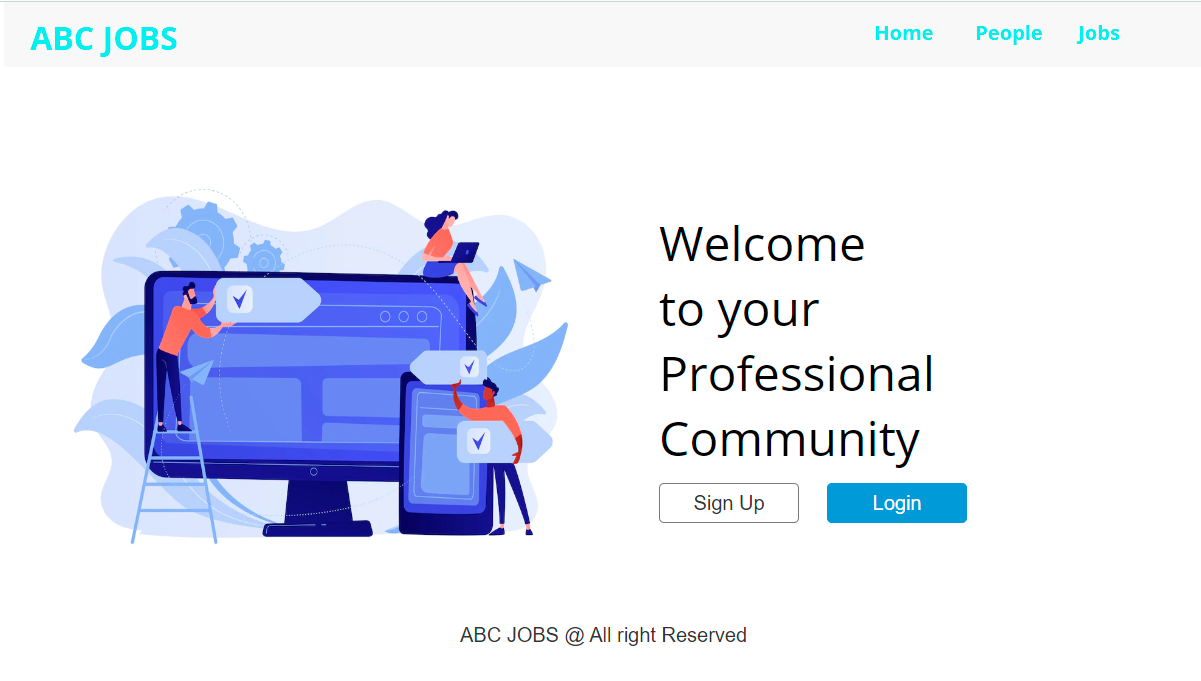 ABC JOBS
Home People Jobs
Welcome
to your
Professional
Community
Sign Up Login
ABC JOBS @ All right Reserved